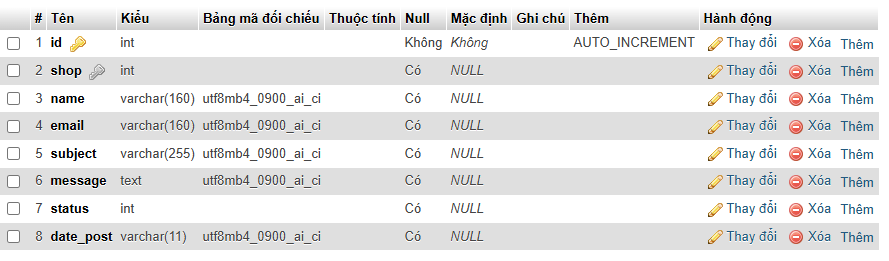 # Tên Kiểu Bảng mã đối chiếu Thuộc tính Null Mặc định Ghi chú Thêm Hành động
1 id int Không Không AUTO_INCREMENT Thay đổi Xóa Thêm
2 shop int Có NULL Thay đổi Xóa Thêm
3 name varchar(160) utf8mb4_0900_ai_ci Có NULL Thay đổi Xóa Thêm
4 email varchar(160) utf8mb4_0900_ai_ci Có NULL Thay đổi Xóa Thêm
5 subject varchar(255) utf8mb4_0900_ai_ci Có NULL Thay đổi Xóa Thêm
6 message text utf8mb4_0900_ai_ci Có NULL Thay đổi Xóa Thêm
7 status int Có NULL Thay đổi Xóa Thêm
8 date_post varchar(11) utf8mb4_0900_ai_ci Có NULL Thay đổi Xóa Thêm